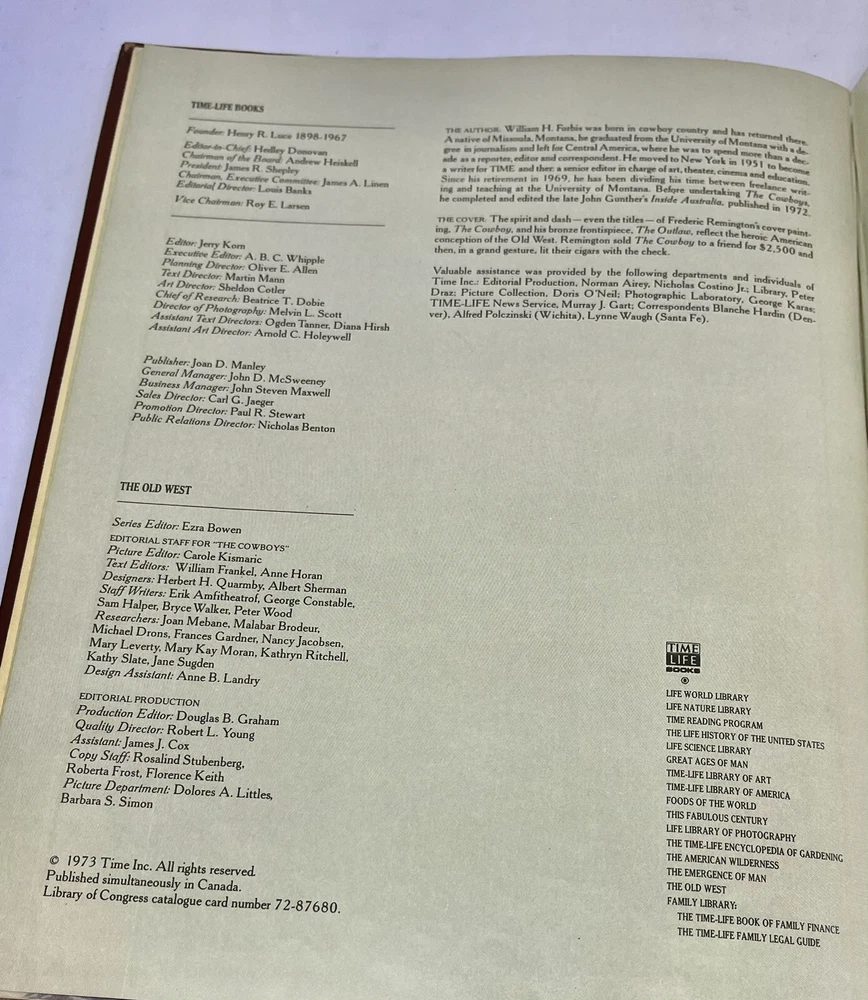 TIME-LIFE BOOKS
Founder: Henry R. Luce 1898-1967
Editor-in-Chief: Hedley Donovan
Chairman of the Board: Andrew Heiskell
President: James R. Shepley
Chairman, Executive Committee: James A. Linen
Editorial Director: Louis Banks
Vice Chairman: Roy E. Larsen
Editor: Jerry Korn
Executive Editor: A. B. C. Whipple
Planning Director: Oliver E. Allen
Text Director: Martin Mann
Art Director: Sheldon Cotler
Chief of Research: Beatrice T. Dobie
Director of Photography: Melvin L. Scott
Assistant Text Directors: Ogden Tanner, Diana Hirsh
Assistant Art Director: Arnold C. Holeywell
Publisher: Joan D. Manley
General Manager: John D. McSweeney
Business Manager: John Steven Maxwell
Sales Director: Carl G. Jaeger
Promotion Director: Paul R. Stewart
Public Relations Director: Nicholas Benton
THE OLD WEST
Series Editor: Ezra Bowen
EDITORIAL STAFF FOR "THE COWBOYS"
Picture Editor: Carole Kismaric
Text Editors: William Frankel, Anne Horan
Designers: Herbert H. Quarmby, Albert Sherman
Staff Writers: Erik Amfitheatrof, George Constable,
Sam Halper, Bryce Walker, Peter Wood
Researchers: Joan Mebane, Malabar Brodeur,
Michael Drons, Frances Gardner, Nancy Jacobsen,
Mary Leverty, Mary Kay Moran, Kathryn Ritchell,
Kathy Slate, Jane Sugden
Design Assistant: Anne B. Landry
EDITORIAL PRODUCTION
Production Editor: Douglas B. Graham
Quality Director: Robert L. Young
Assistant: James J. Cox
Copy Staff: Rosalind Stubenberg,
Roberta Frost, Florence Keith
Picture Department: Dolores A. Littles,
Barbara S. Simon
© 1973 Time Inc. All rights reserved.
Published simultaneously in Canada.
Library of Congress catalogue card number 72-87680.
THE AUTHOR: William H. Forbis was born in cowboy country and has returned there.
A native of Missoula, Montana, he graduated from the University of Montana with a de-
gree in journalism and left for Central America, where he was to spend more than a dec-
ade as a reporter, editor and correspondent. He moved to New York in 1951 to become
a writer for TIME and then a senior editor in charge of art, theater, cinema and education.
Since his retirement in 1969, he has been dividing his time between freelance writ-
ing and teaching at the University of Montana. Before undertaking The Cowboys,
he completed and edited the late John Gunther's Inside Australia, published in 1972.
THE COVER: The spirit and dash — even the titles — of Frederic Remington's cover paint-
ing, The Cowboy, and his bronze frontispiece, The Outlaw, reflect the heroic American
conception of the Old West. Remington sold The Cowboy to a friend for $2,500 and
then, in a grand gesture, lit their cigars with the check.
Valuable assistance was provided by the following departments and individuals of
Time Inc.: Editorial Production, Norman Airey, Nicholas Costino Jr.; Library, Peter
Draz; Picture Collection, Doris O'Neil; Photographic Laboratory, George Karas;
TIME-LIFE News Service, Murray J. Gart; Correspondents Blanche Hardin (Den-
ver), Alfred Polczinski (Wichita), Lynne Waugh (Santa Fe).
TIME
LIFE
BOOKS
®
LIFE WORLD LIBRARY
LIFE NATURE LIBRARY
TIME READING PROGRAM
THE LIFE HISTORY OF THE UNITED STATES
LIFE SCIENCE LIBRARY
GREAT AGES OF MAN
TIME-LIFE LIBRARY OF ART
TIME-LIFE LIBRARY OF AMERICA
FOODS OF THE WORLD
THIS FABULOUS CENTURY
LIFE LIBRARY OF PHOTOGRAPHY
THE TIME-LIFE ENCYCLOPEDIA OF GARDENING
THE AMERICAN WILDERNESS
THE EMERGENCE OF MAN
THE OLD WEST
FAMILY LIBRARY:
THE TIME-LIFE BOOK OF FAMILY FINANCE
THE TIME-LIFE FAMILY LEGAL GUIDE